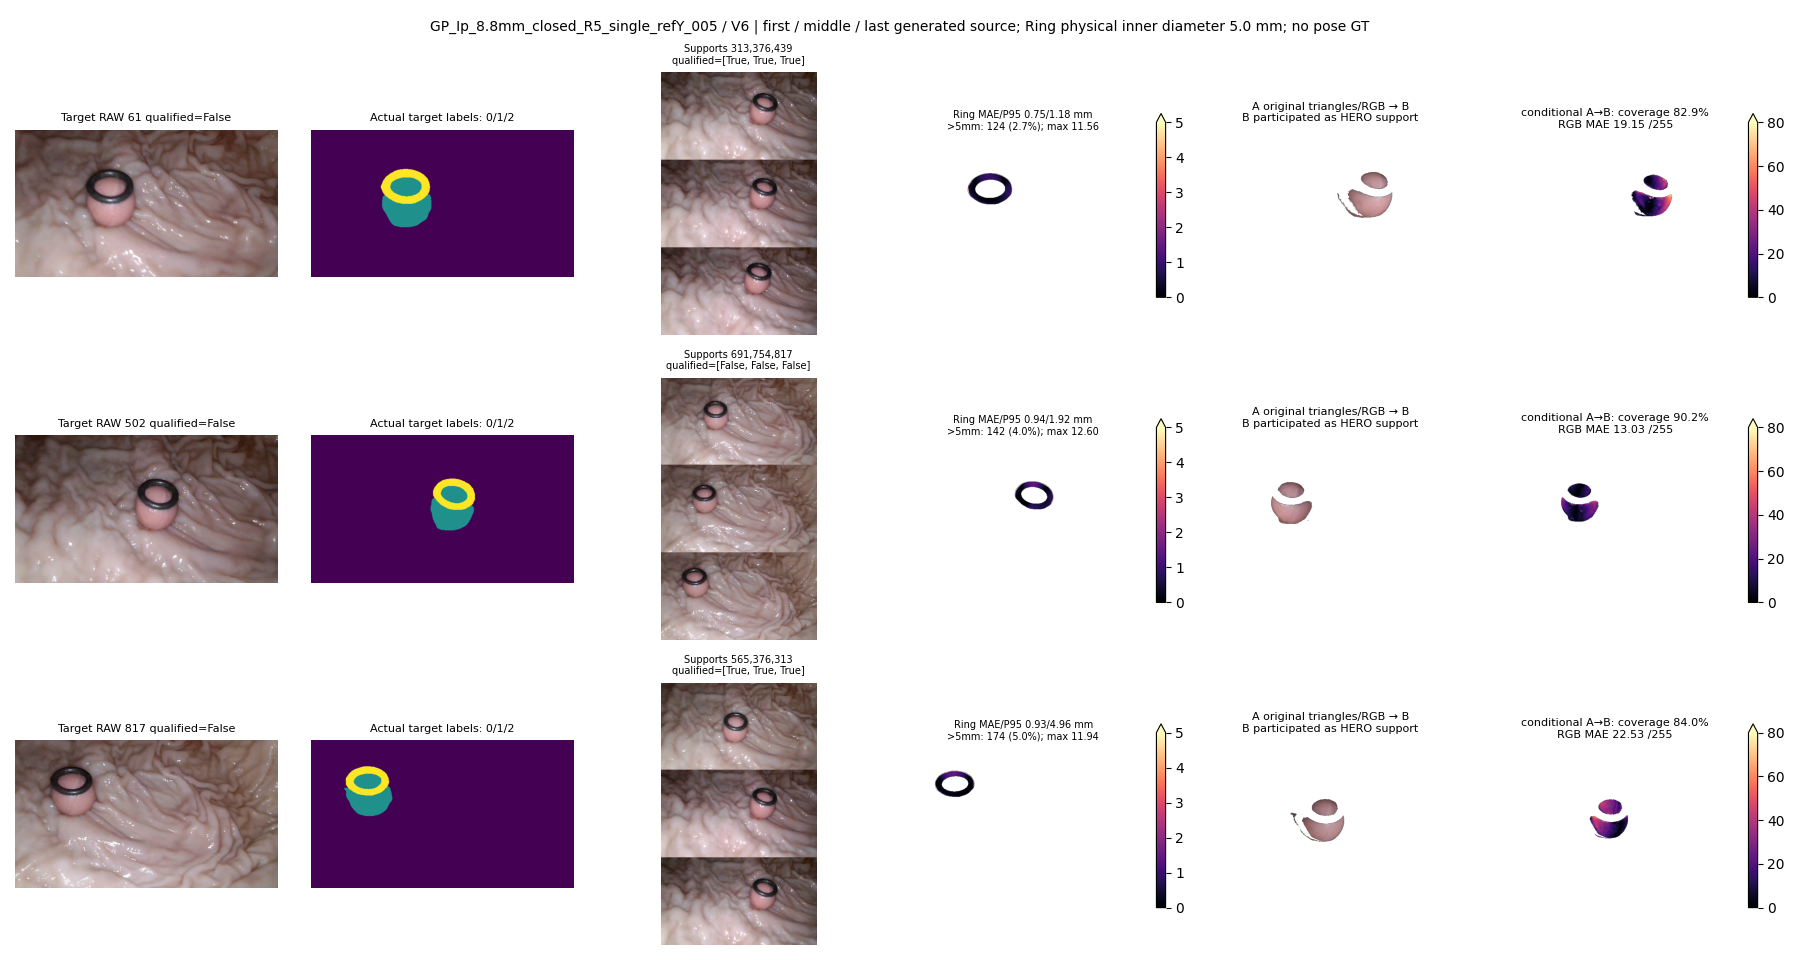 GP_Ip_8.8mm_closed_R5_single_refY_005 / V6 | first / middle / last generated source; Ring physical inner diameter 5.0 mm; no pose GT
Target RAW 61 qualified=False
Actual target labels: 0/1/2
Supports 313,376,439
qualified=[True, True, True]
Ring MAE/P95 0.75/1.18 mm
>5mm: 124 (2.7%); max 11.56
5
4
3
2
1
0
A original triangles/RGB → B
B participated as HERO support
conditional A→B: coverage 82.9%
RGB MAE 19.15 /255
80
60
40
20
0
Target RAW 502 qualified=False
Actual target labels: 0/1/2
Supports 691,754,817
qualified=[False, False, False]
Ring MAE/P95 0.94/1.92 mm
>5mm: 142 (4.0%); max 12.60
5
4
3
2
1
0
A original triangles/RGB → B
B participated as HERO support
conditional A→B: coverage 90.2%
RGB MAE 13.03 /255
80
60
40
20
0
Target RAW 817 qualified=False
Actual target labels: 0/1/2
Supports 565,376,313
qualified=[True, True, True]
Ring MAE/P95 0.93/4.96 mm
>5mm: 174 (5.0%); max 11.94
5
4
3
2
1
0
A original triangles/RGB → B
B participated as HERO support
conditional A→B: coverage 84.0%
RGB MAE 22.53 /255
80
60
40
20
0